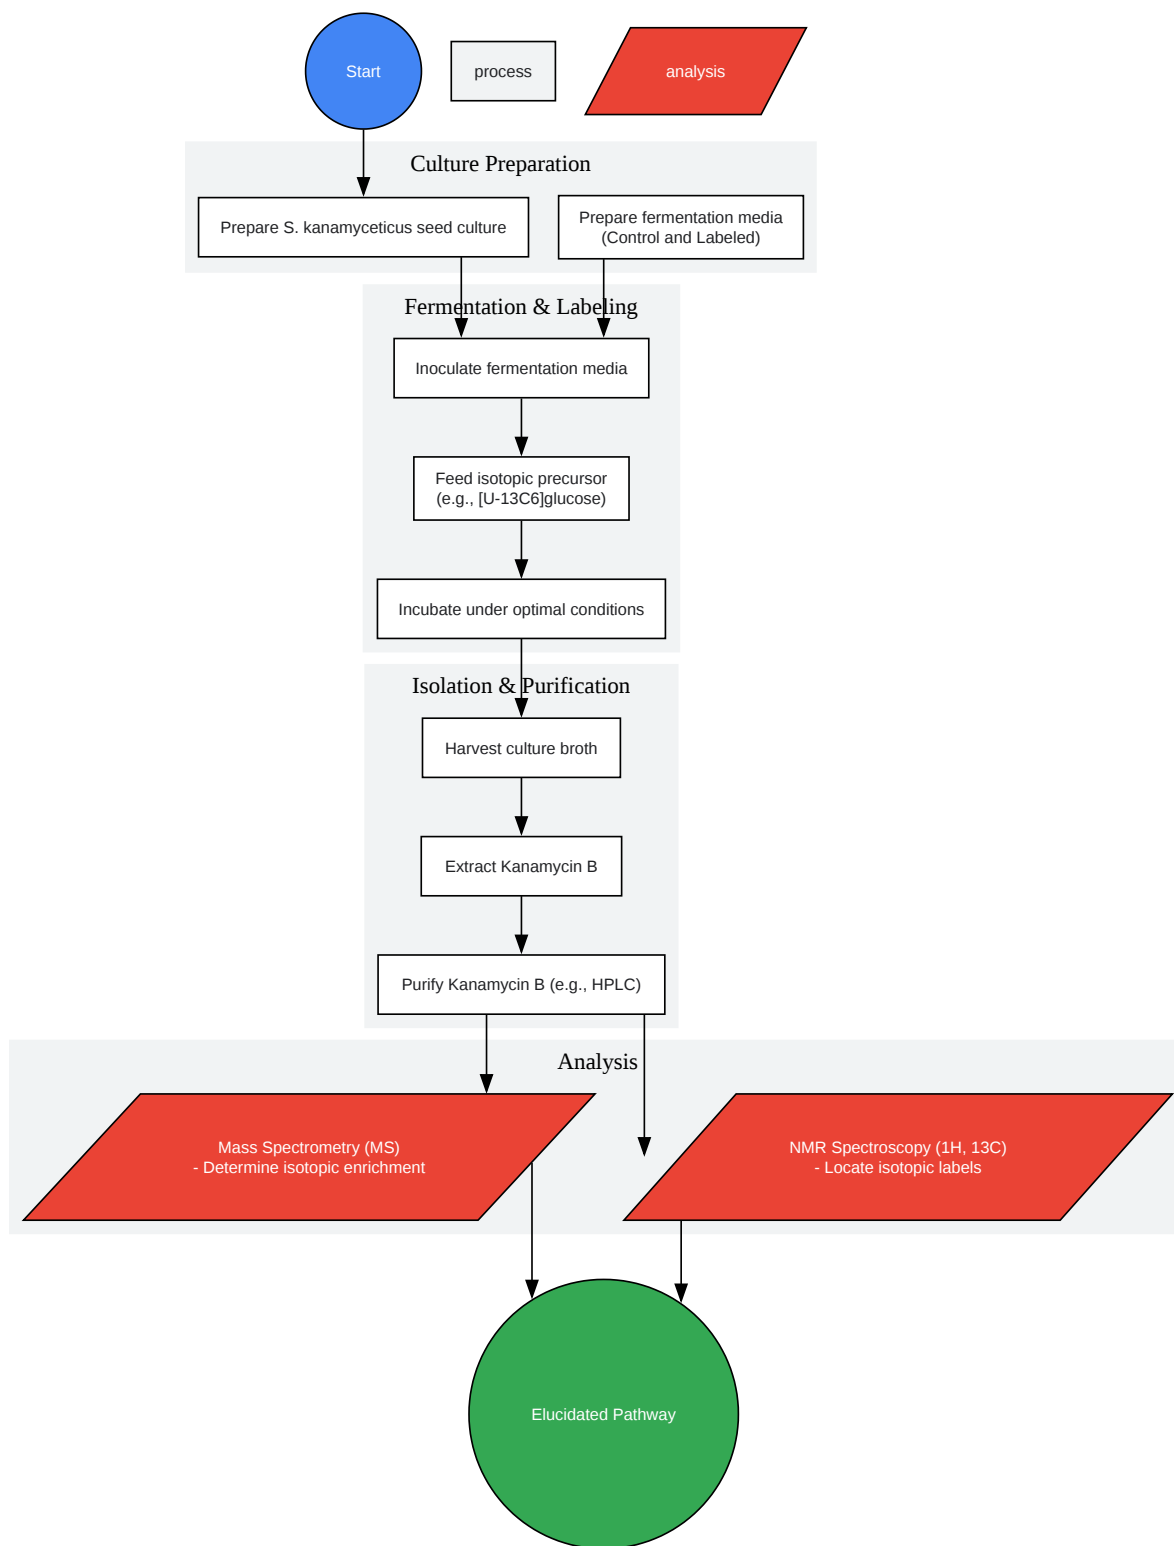 Start
process
analysis
Culture Preparation
Prepare S. kanamyceticus seed culture
Prepare fermentation media
(Control and Labeled)
Fermentation & Labeling
Inoculate fermentation media
Feed isotopic precursor
(e.g., [U-13C6]glucose)
Incubate under optimal conditions
Isolation & Purification
Harvest culture broth
Extract Kanamycin B
Purify Kanamycin B (e.g., HPLC)
Analysis
Mass Spectrometry (MS)
- Determine isotopic enrichment
NMR Spectroscopy (1H, 13C)
- Locate isotopic labels
Elucidated Pathway